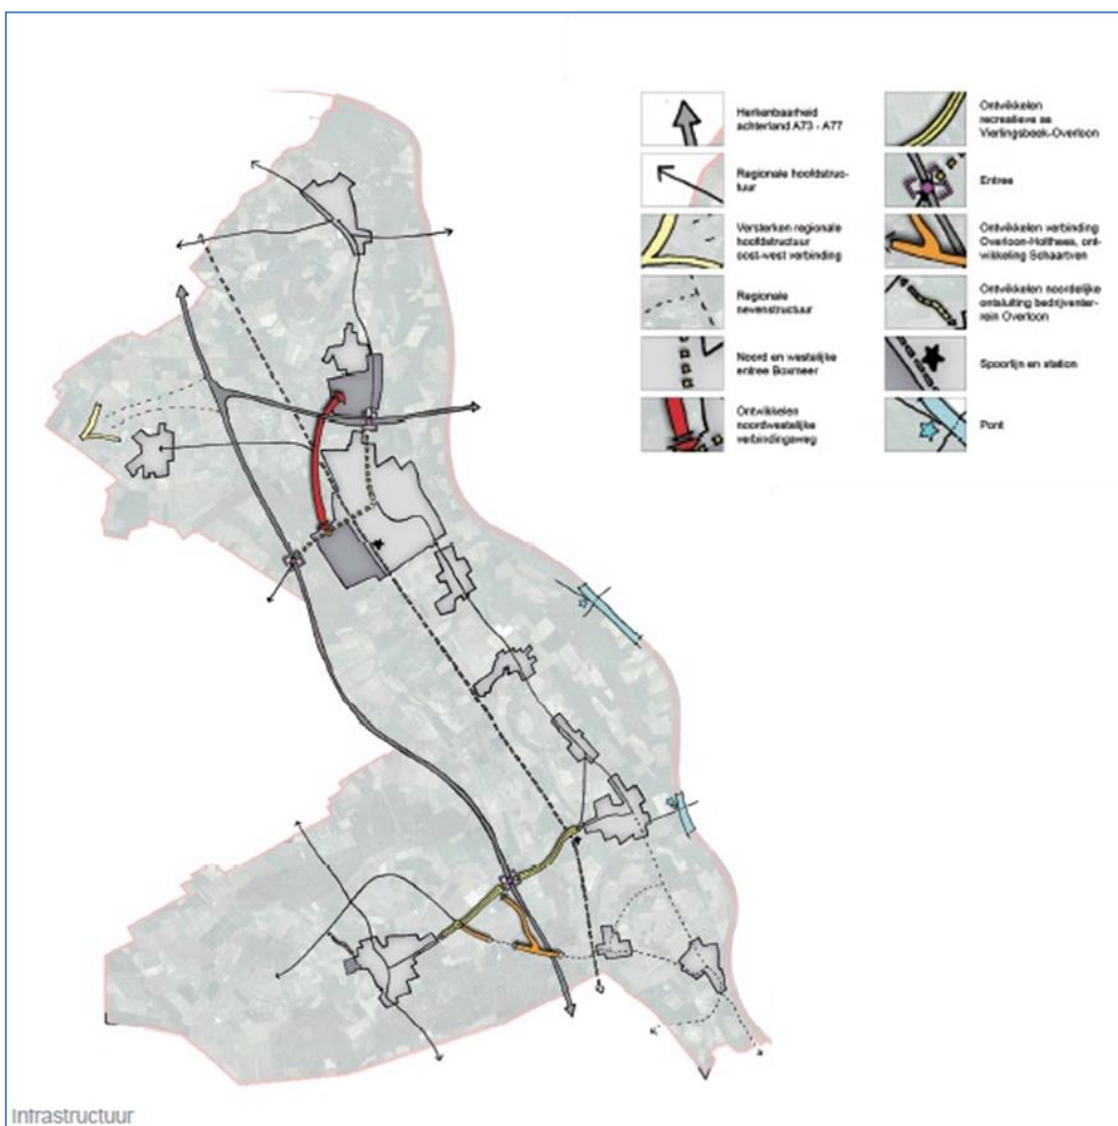 Herkenbaarheid
achterland A73 - A77
Regionale hoofdstruc-
tuur
Versterken regionale
hoofdstructuur
oost-west verbinding
Regionale
nevenstructuur
Noord en westelijke
entree Boxmeer
Ontwikkelen
noordwestelijke
verbindingsweg
Ontwikkelen
recreatieve as
Vierlingsbeek-Overloon
Entree
Ontwikkelen verbinding
Overloon-Holthees, ont-
wikkeling Schaartven
Ontwikkelen noordelijke
ontsluiting bedrijventer-
rein Overloon
Spoorlijn en station
Pont
Infrastructuur